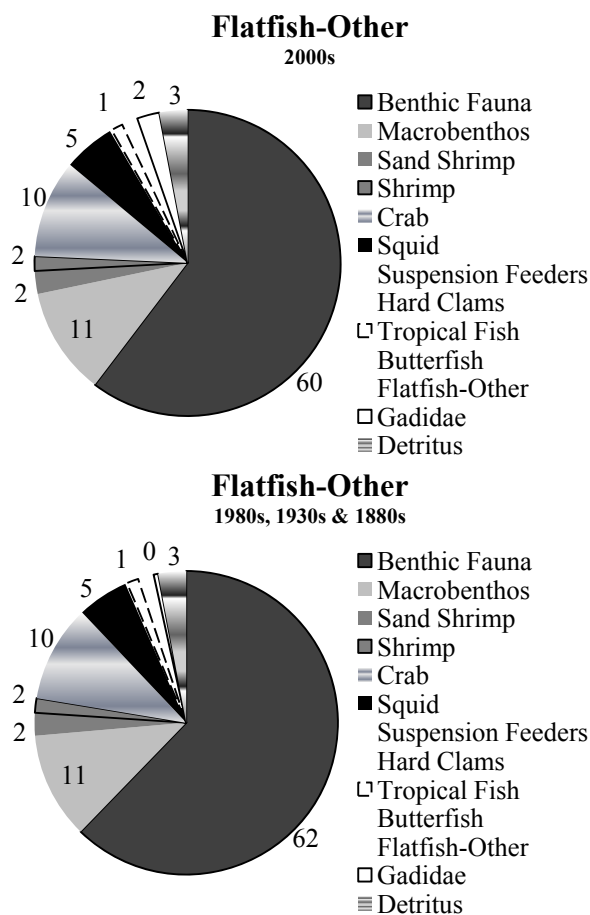 Flatfish-Other
2000s
1
2
3
5
10
2
2
11
60
Benthic Fauna
Macrobenthos
Sand Shrimp
Shrimp
Crab
Squid
Suspension Feeders
Hard Clams
Tropical Fish
Butterfish
Flatfish-Other
Gadidae
Detritus
Flatfish-Other
1980s, 1930s & 1880s
1
0
3
5
10
2
2
11
62
Benthic Fauna
Macrobenthos
Sand Shrimp
Shrimp
Crab
Squid
Suspension Feeders
Hard Clams
Tropical Fish
Butterfish
Flatfish-Other
Gadidae
Detritus